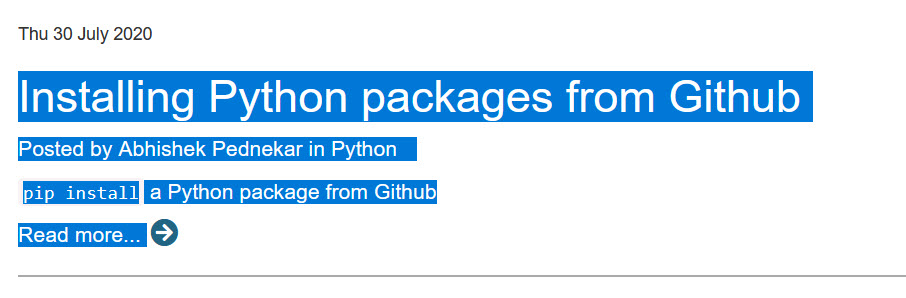 Thu 30 July 2020
Installing Python packages from Github
Posted by Abhishek Pednekar in Python
pip install a Python package from Github
Read more...